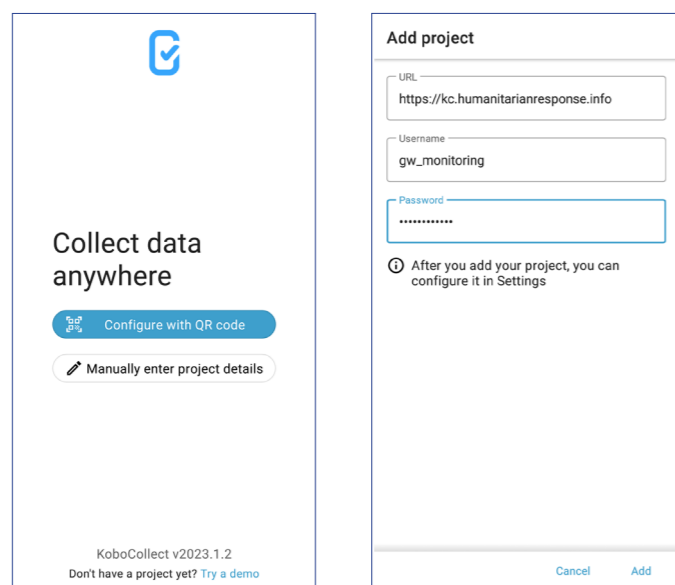 Collect data
anywhere
Configure with QR code
Manually enter project details
KoboCollect v2023.1.2
Don't have a project yet? Try a demo
Add project
URL
https://kc.humanitarianresponse.info
Username
gw_monitoring
Password
••••••••••••
After you add your project, you can
configure it in Settings
Cancel Add